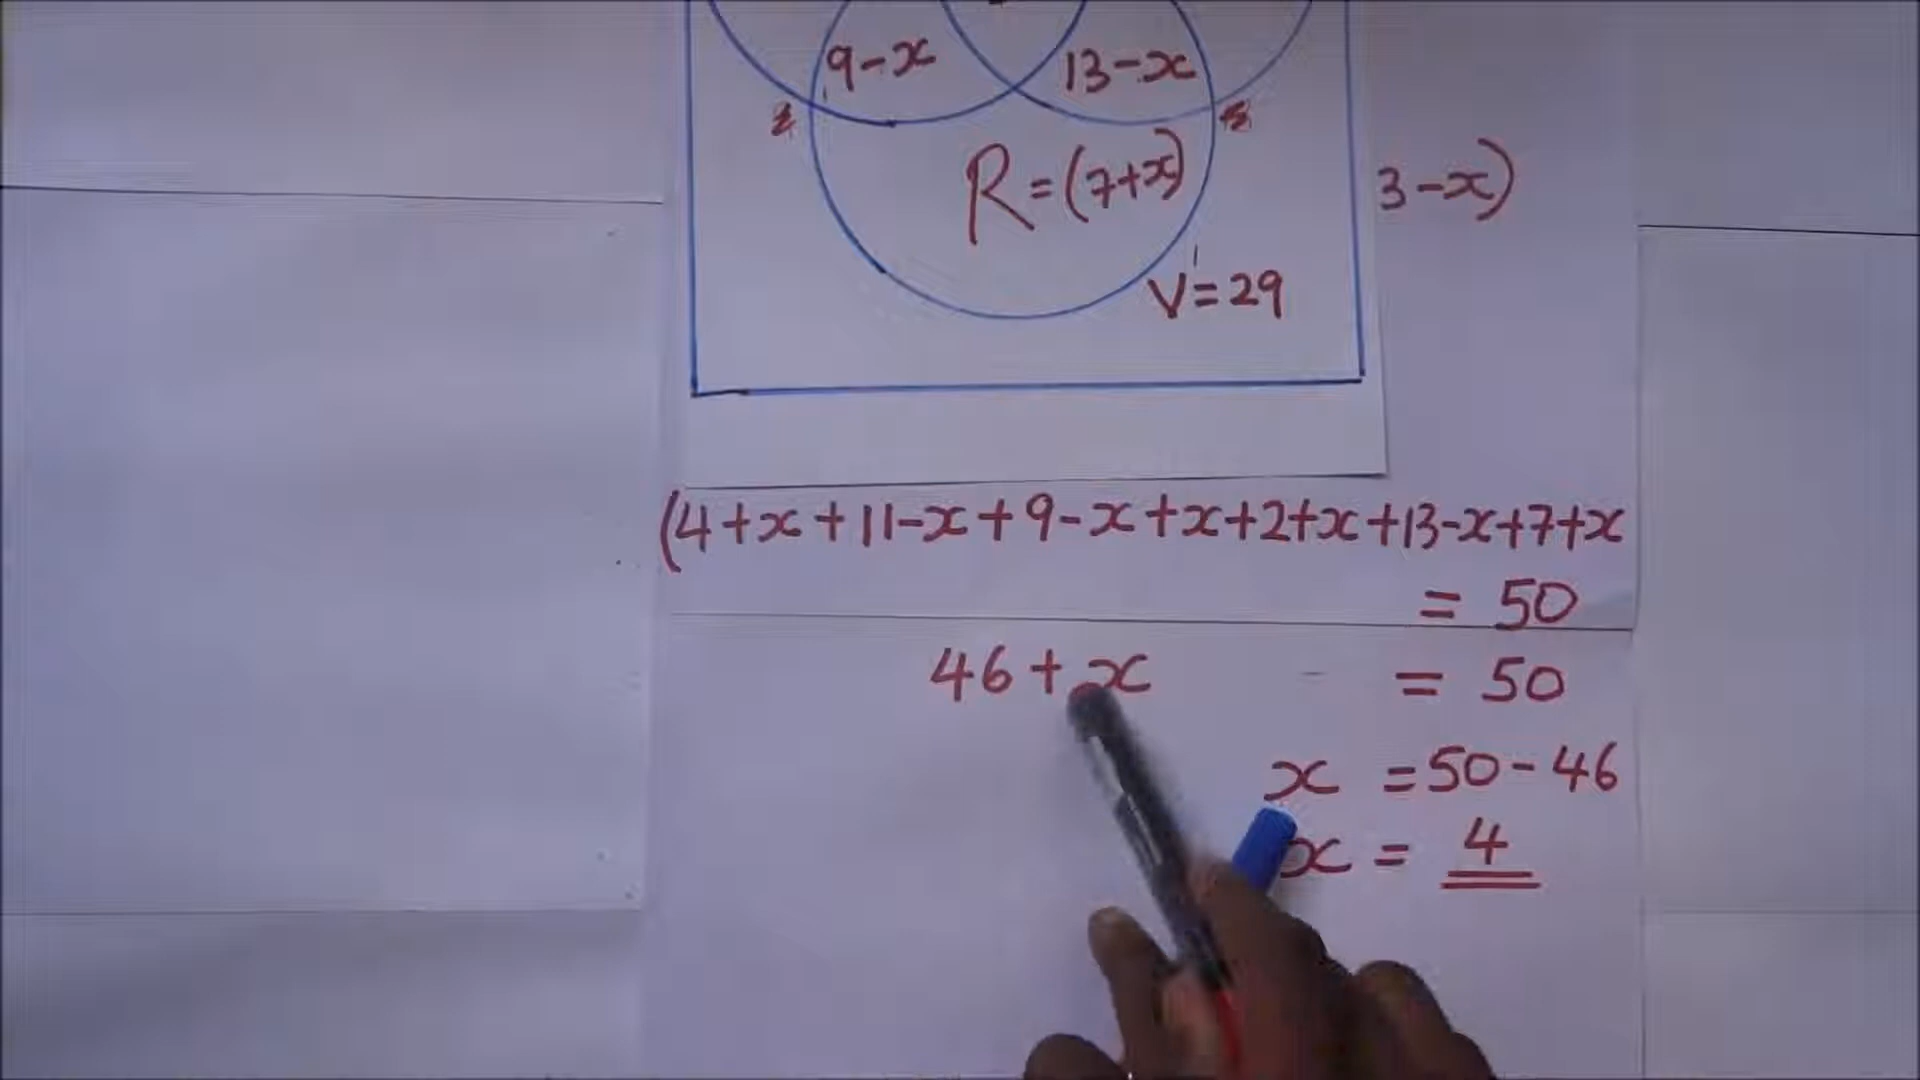 9-x 13-x
R=(7+x) 3-x)
V=29
(4+x+11-x+9-x+x+2+x+13-x+7+x
= 50
46+x = 50
x =50-46
x = 4